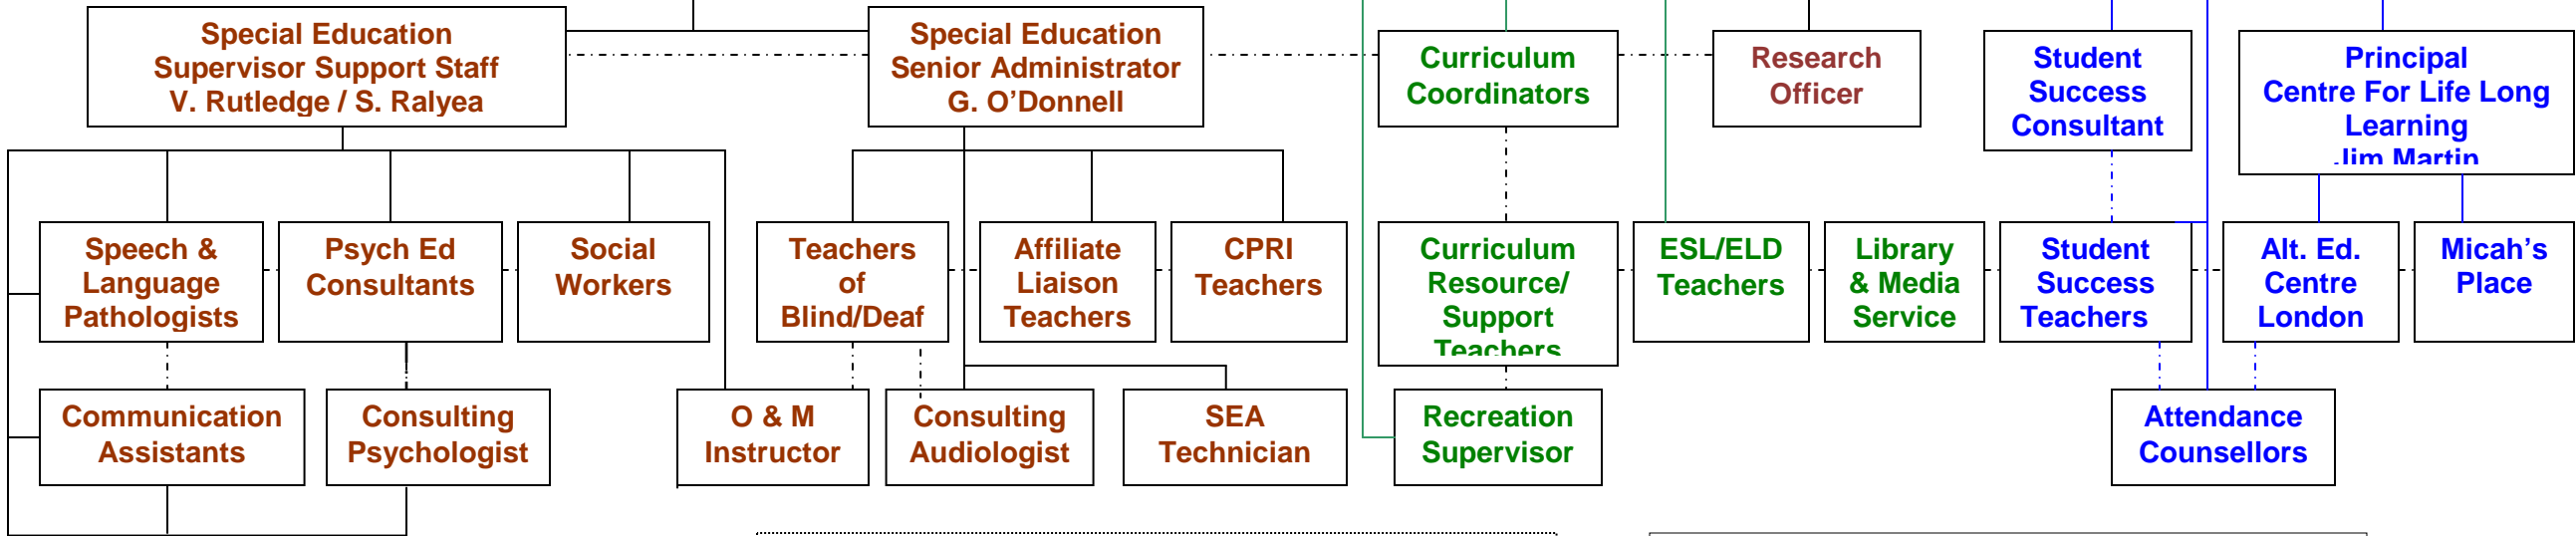 Special Education
Supervisor Support Staff
V. Rutledge / S. Ralyea
Special Education
Senior Administrator
G. O’Donnell
Curriculum
Coordinators
Research
Officer
Student
Success
Consultant
Principal
Centre For Life Long
Learning
Jim Martin
Speech &
Language
Pathologists
Psych Ed
Consultants
Social
Workers
Teachers
of
Blind/Deaf
Affiliate
Liaison
Teachers
CPRI
Teachers
Curriculum
Resource/
Support
Teachers
ESL/ELD
Teachers
Library
& Media
Service
Student
Success
Teachers
Alt. Ed.
Centre
London
Micah’s
Place
Communication
Assistants
Consulting
Psychologist
O & M
Instructor
Consulting
Audiologist
SEA
Technician
Recreation
Supervisor
Attendance
Counsellors